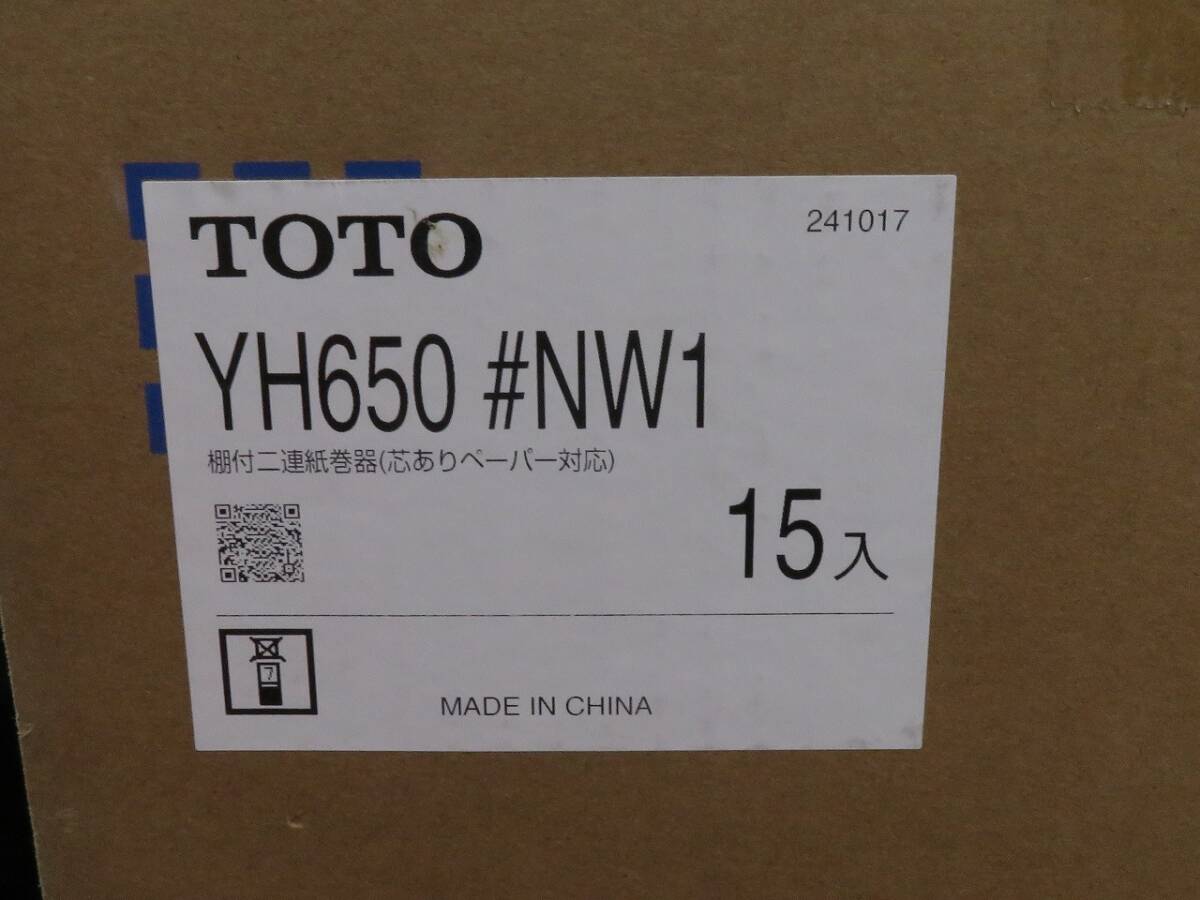 TOTO
241017
YH650 #NW1
棚付二連紙巻器(芯ありペーパー対応)
15入
7
MADE IN CHINA